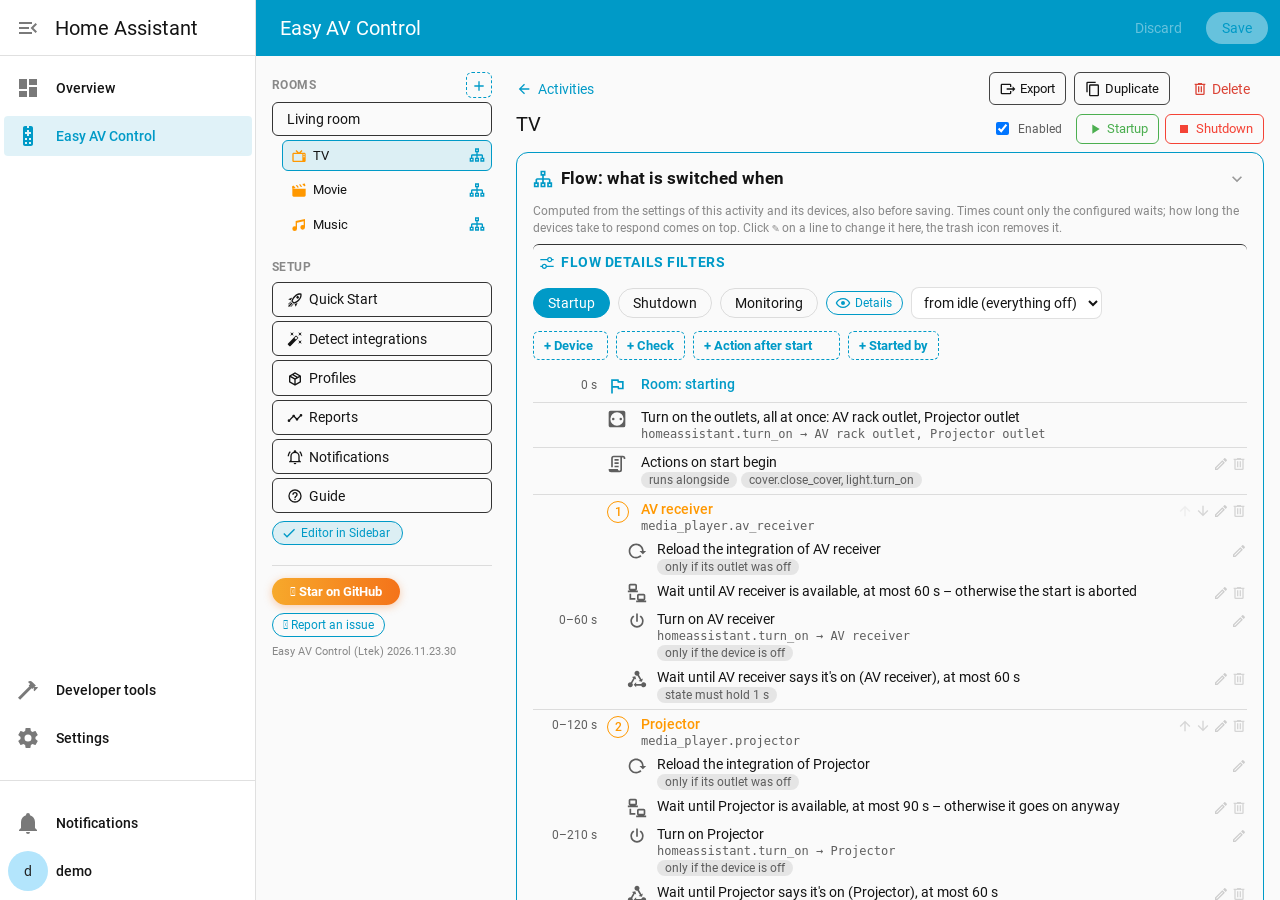 Home Assistant
Easy AV Control
Discard
Save
Overview
Easy AV Control
Developer tools
Settings
Notifications
d
demo
ROOMS
Living room
TV
Movie
Music
SETUP
Quick Start
Detect integrations
Profiles
Reports
Notifications
Guide
Editor in Sidebar
Star on GitHub
Report an issue
Easy AV Control (Ltek) 2026.11.23.30
Activities
Export
Duplicate
Delete
TV
Enabled
Startup
Shutdown
Flow: what is switched when
Computed from the settings of this activity and its devices, also before saving. Times count only the configured waits; how long the
devices take to respond comes on top. Click ✎ on a line to change it here, the trash icon removes it.
FLOW DETAILS FILTERS
Startup
Shutdown
Monitoring
Details
from idle (everything off)
+ Device
+ Check
+ Action after start
+ Started by
0 s
Room: starting
Turn on the outlets, all at once: AV rack outlet, Projector outlet
homeassistant.turn_on → AV rack outlet, Projector outlet
Actions on start begin
runs alongside
cover.close_cover, light.turn_on
1
AV receiver
media_player.av_receiver
Reload the integration of AV receiver
only if its outlet was off
Wait until AV receiver is available, at most 60 s – otherwise the start is aborted
0–60 s
Turn on AV receiver
homeassistant.turn_on → AV receiver
only if the device is off
Wait until AV receiver says it's on (AV receiver), at most 60 s
state must hold 1 s
0–120 s
2
Projector
media_player.projector
Reload the integration of Projector
only if its outlet was off
Wait until Projector is available, at most 90 s – otherwise it goes on anyway
0–210 s
Turn on Projector
homeassistant.turn_on → Projector
only if the device is off
Wait until Projector says it's on (Projector), at most 60 s